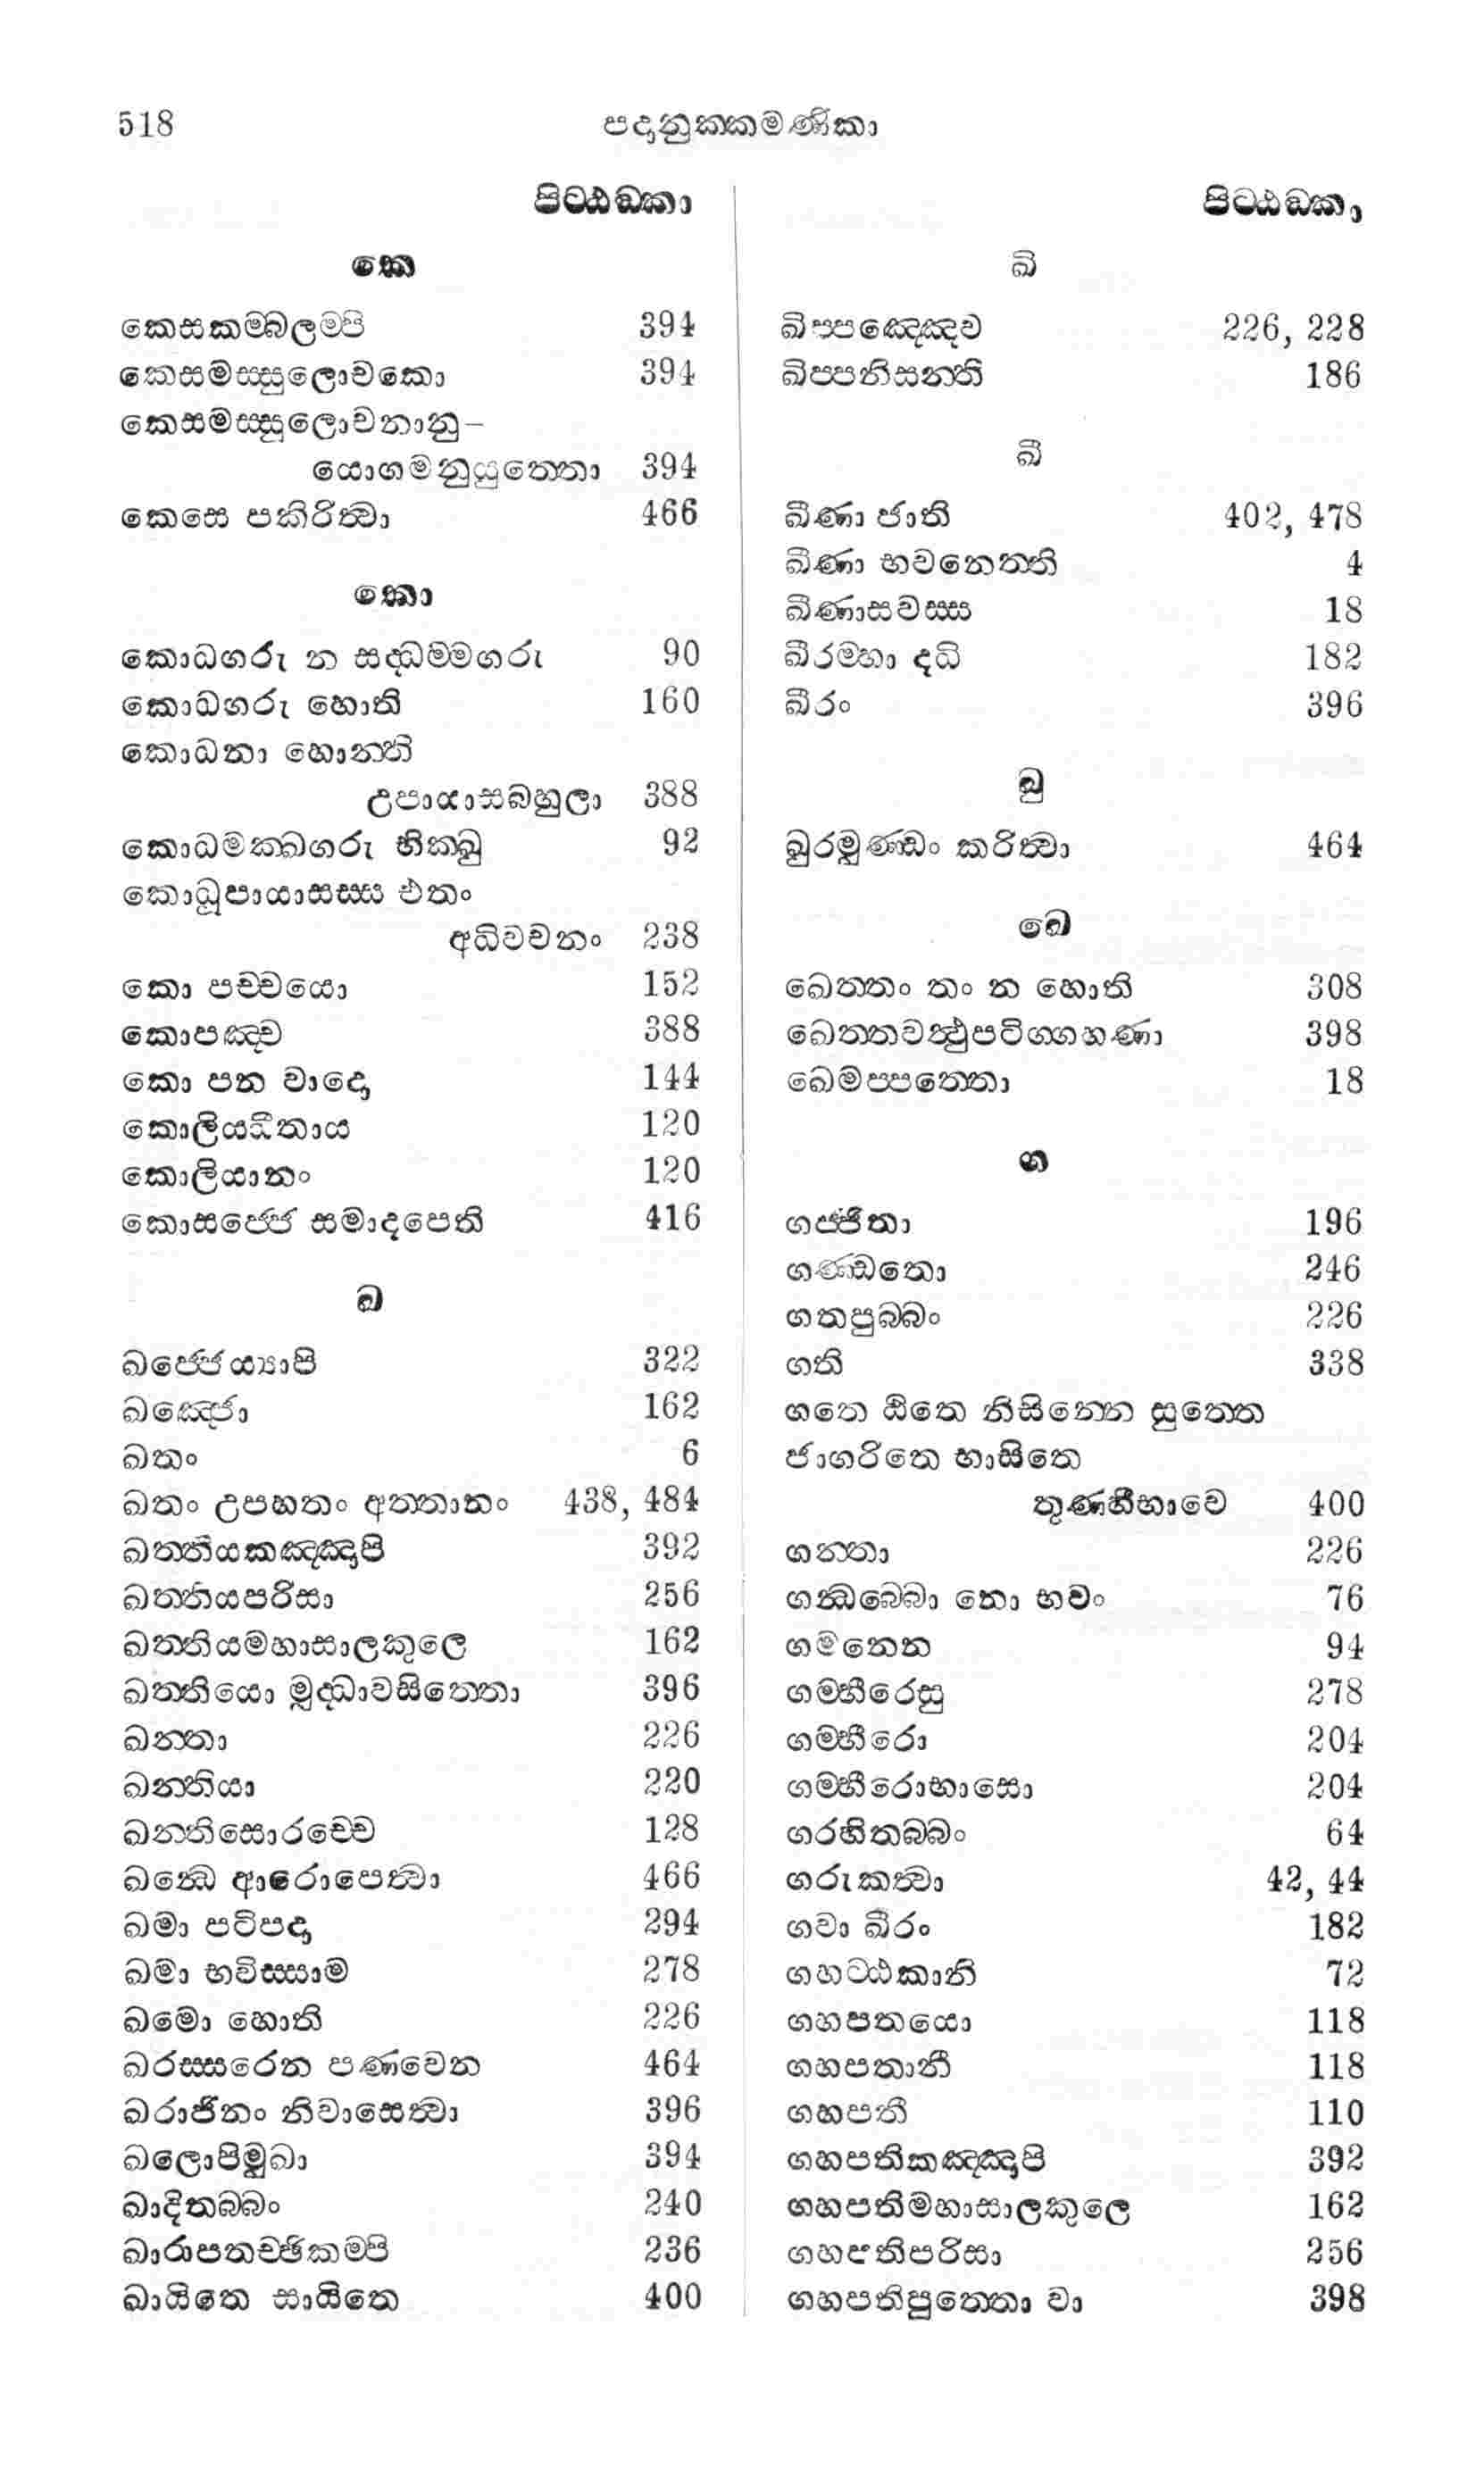 518
පදානුක්කමණිකා
පිට්ඨඞ්කා
කෙ
කෙසකම්බලම්පි 394
කෙසමස්සුලොචකො 394
කෙසමස්සුලොචනානු-
යොගමනුයුත්තො 394
කෙසෙ පකිරිත්වා 466
කො
කොධගරු න සද්ධම්මගරු 90
කොධගරු හොති 160
කොධනා හොන්ති
උපායාසබහුලා 388
කොධමක්ඛගරු භික්ඛු 92
කොධූපායාසස්ස එතං
අධිවචනං 238
කො පච්චයො 152
කොපඤ්ච 388
කො පන වාදො 144
කොලියධීතාය 120
කොලියානං 120
කොසජ්ජෙ සමාදපෙති 416
ඛ
ඛජ්ජෙය්‍යාපි 322
ඛඤ්ජො 162
ඛතං 6
ඛතං උපහතං අත්තානං 438, 484
ඛත්තියකඤ්ඤාපි 392
ඛත්තියපරිසා 256
ඛත්තියමහාසාලකුලෙ 162
ඛත්තියො මුද්ධාවසිත්තො 396
ඛන්තා 226
ඛන්තියා 220
ඛන්තිසොරච්චෙ 128
ඛන්ධෙ ආරොපෙත්වා 466
ඛමා පටිපදා 294
ඛමා භවිස්සාම 278
ඛමො හොති 226
ඛරස්සරෙන පණවෙන 464
ඛරාජිනං නිවාසෙත්වා 396
ඛලොපිමුඛා 394
ඛාදිතබ්බං 240
ඛාරාපතච්ඡිකම්පි 236
ඛායිතෙ සායිතෙ 400
පිට්ඨඞ්කා
ඛි
ඛිප්පඤ්ඤෙව 226, 228
ඛිප්පනිසන්ති 186
ඛී
ඛීණා ජාති 402, 478
ඛීණා භවනෙත්ති 4
ඛීණාසවස්ස 18
ඛීරම්හා දධි 182
ඛීරං 396
ඛු
ඛුරමුණ්ඩං කරිත්වා 464
ඛෙ
ඛෙත්තං තං න හොති 308
ඛෙත්තවත්ථුපටිග්ගහණා 398
ඛෙමප්පත්තො 18
ග
ගජ්ජිතා 196
ගණ්ඩතො 246
ගතපුබ්බං 226
ගති 338
ගතෙ ඨිතෙ නිසින්නෙ සුත්තෙ
ජාගරිතෙ භාසිතෙ
තුණ්හීභාවෙ 400
ගන්තා 226
ගන්ධබ්බො නො භවං 76
ගමනෙන 94
ගම්භීරෙසු 278
ගම්භීරො 204
ගම්භීරොභාසො 204
ගරහිතබ්බං 64
ගරුකත්වා 42, 44
ගවා ඛීරං 182
ගහට්ඨකානි 72
ගහපතයො 118
ගහපතානී 118
ගහපතී 110
ගහපතිකඤ්ඤාපි 392
ගහපතිමහාසාලකුලෙ 162
ගහපතිපරිසා 256
ගහපතිපුත්තො වා 398